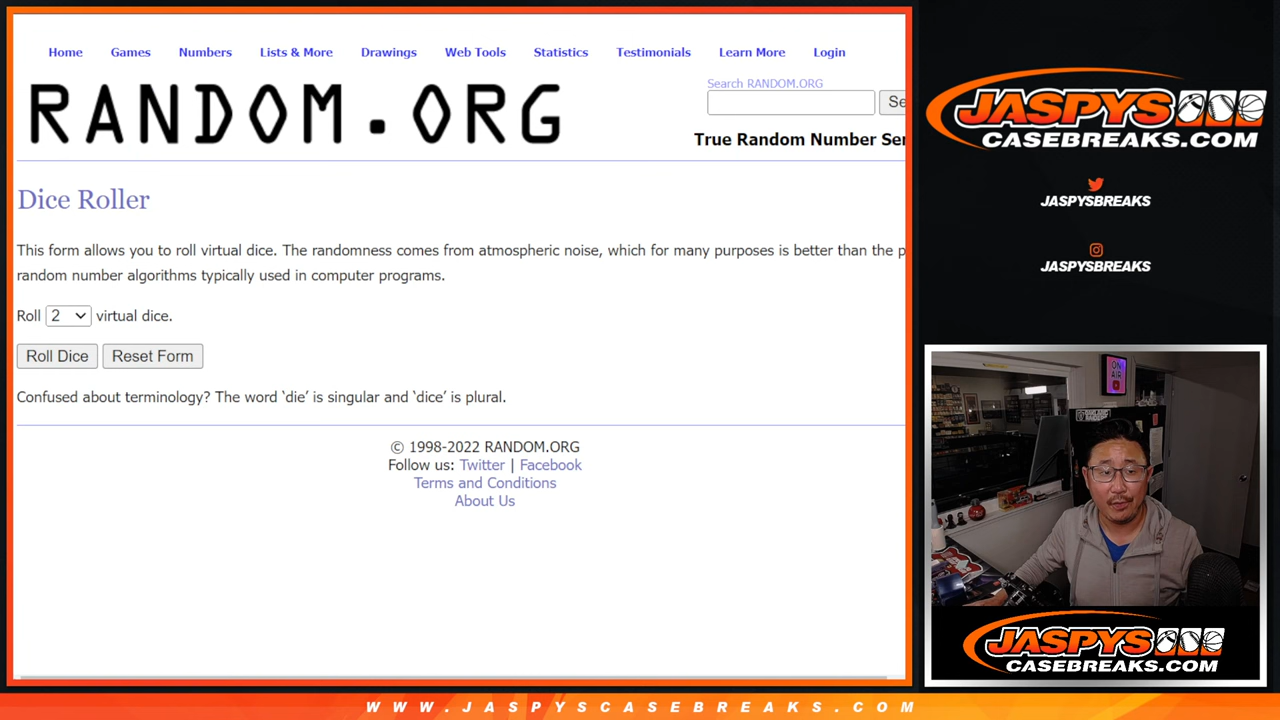 Home Games Numbers Lists & More Drawings Web Tools Statistics Testimonials Learn More Login
RANDOM.ORG
Search RANDOM.ORG
Se
True Random Number Ser
Dice Roller
This form allows you to roll virtual dice. The randomness comes from atmospheric noise, which for many purposes is better than the p
random number algorithms typically used in computer programs.
Roll 2 virtual dice.
Roll Dice Reset Form
Confused about terminology? The word ‘die’ is singular and ‘dice’ is plural.
© 1998-2022 RANDOM.ORG
Follow us: Twitter | Facebook
Terms and Conditions
About Us
JASPYS
CASEBREAKS.COM
JASPYSBREAKS
JASPYSBREAKS
ON
AIR
JASPYS
CASEBREAKS.COM
WWW.JASPYSCASEBREAKS.COM